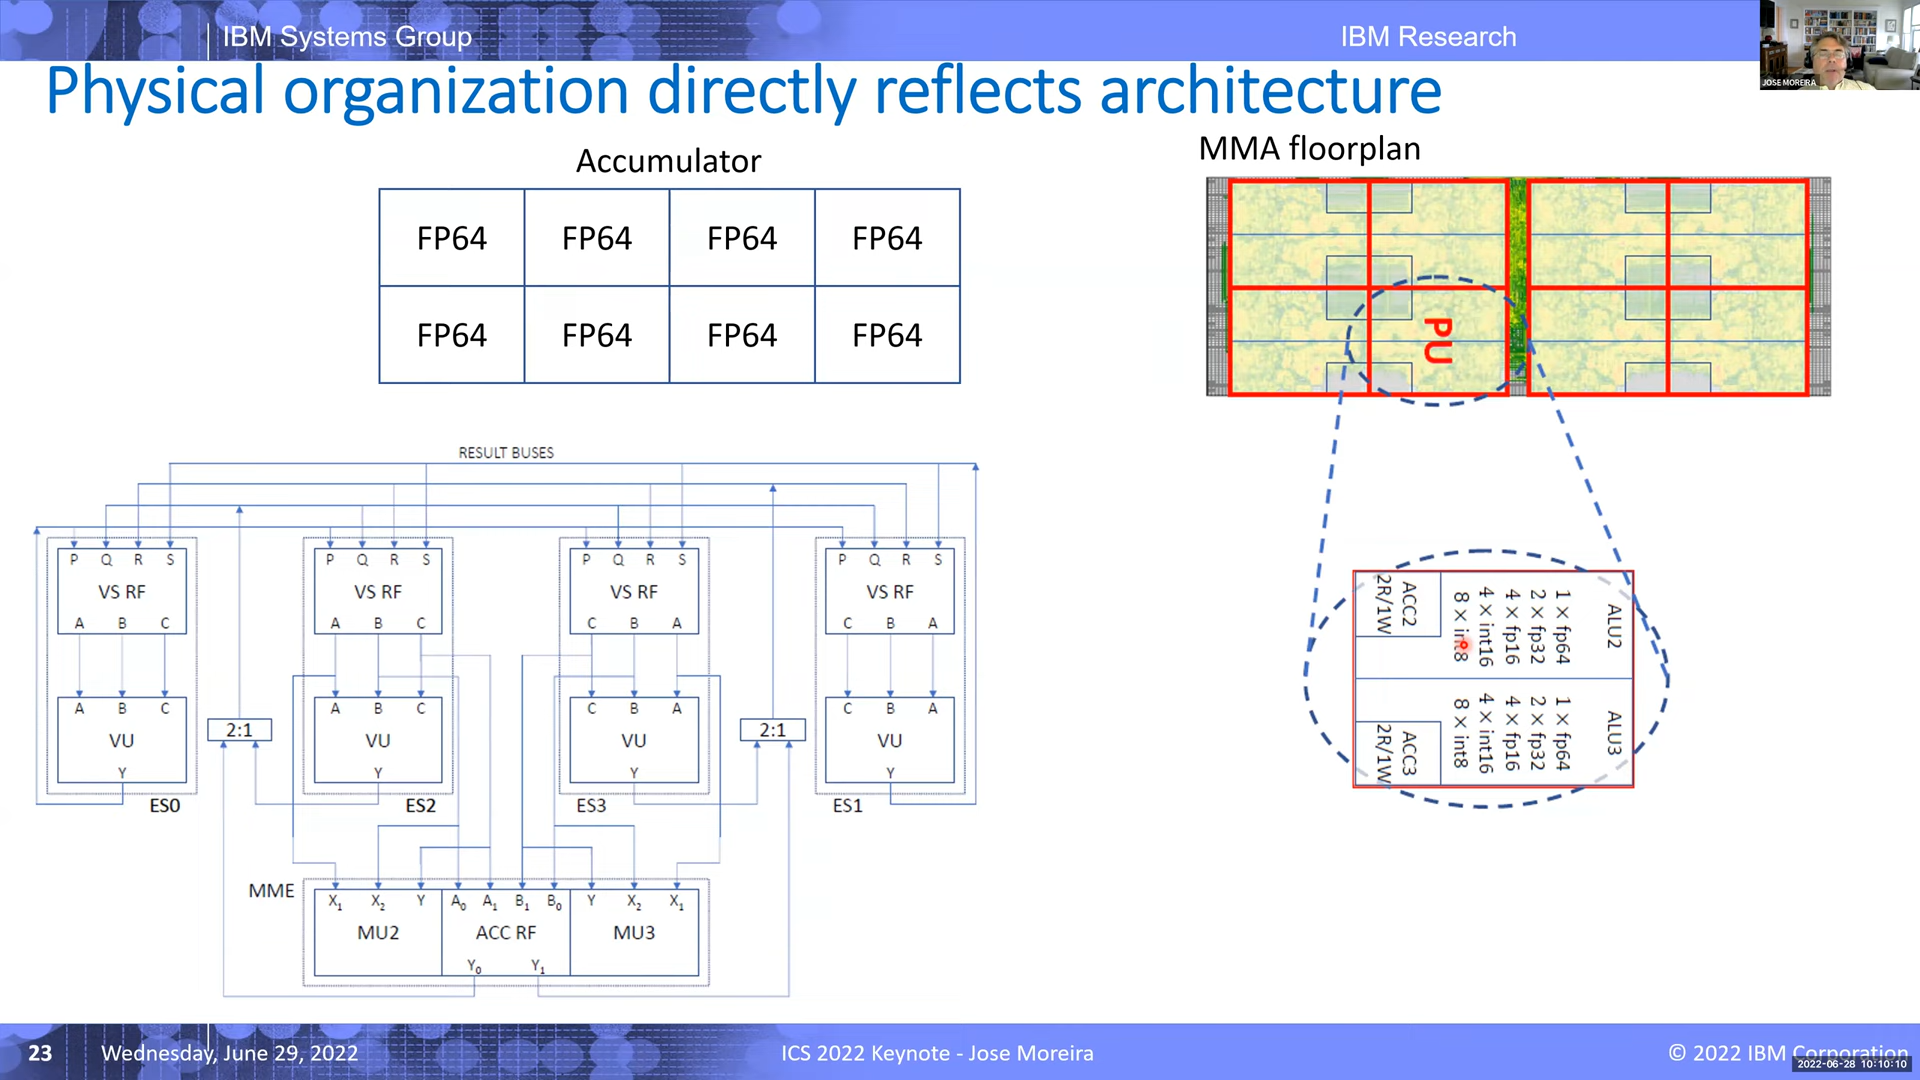 IBM Systems Group
IBM Research
JOSE MOREIRA
Physical organization directly reflects architecture
Accumulator
FP64 FP64 FP64 FP64
FP64 FP64 FP64 FP64
MMA floorplan
PU
RESULT BUSES
P Q R S
VS RF
A B C
A B C
VU
Y
ES0
2:1
P Q R S
VS RF
A B C
A B C
VU
Y
ES2
P Q R S
VS RF
C B A
C B A
VU
Y
ES3
2:1
P Q R S
VS RF
C B A
C B A
VU
Y
ES1
MME
X1 X2 Y A0 A1 B1 B0 Y X2 X1
MU2 ACC RF MU3
Y0 Y1
ALU2
1 × fp64
2 × fp32
4 × fp16
4 × int16
8 × int8
ACC2
2R/1W
ALU3
1 × fp64
2 × fp32
4 × fp16
4 × int16
8 × int8
ACC3
2R/1W
23 Wednesday, June 29, 2022
ICS 2022 Keynote - Jose Moreira
© 2022 IBM Corporation
2022-06-28 10:10:10